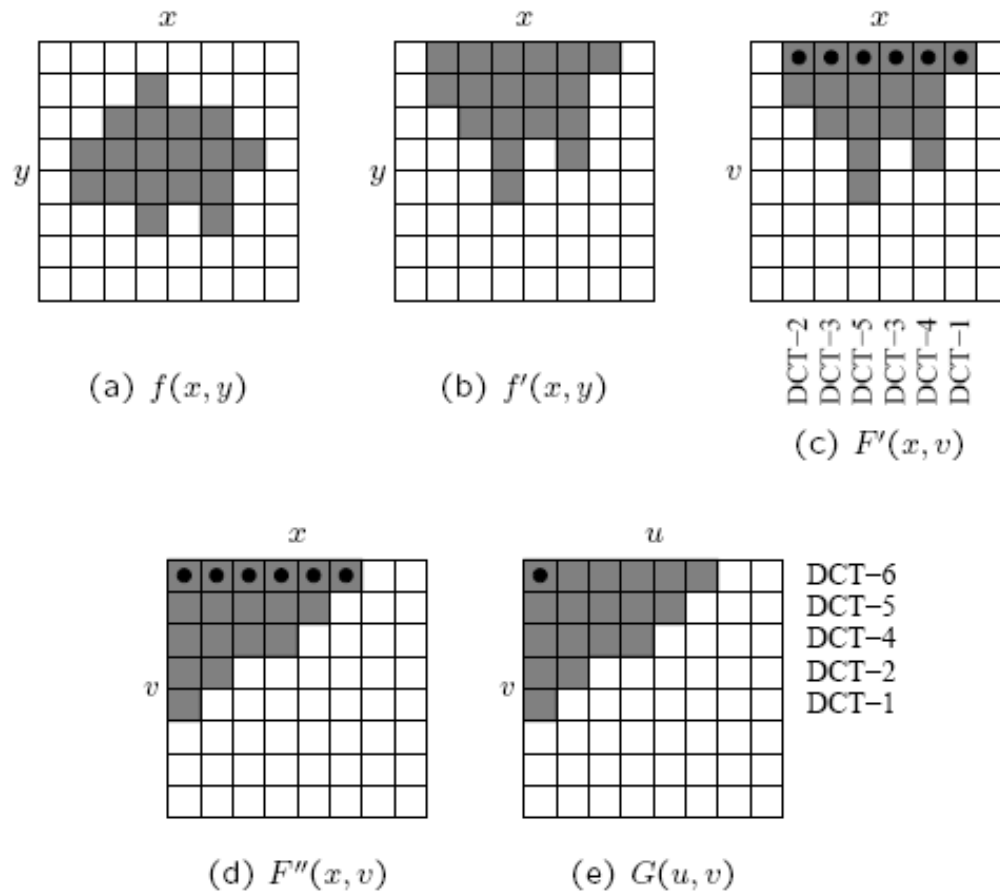 x x x
y y v
DCT–2 DCT–3 DCT–5 DCT–3 DCT–4 DCT–1
(a) f(x, y) (b) f′(x, y)
(c) F′(x, v)
x u
DCT–6
DCT–5
DCT–4
DCT–2
v v DCT–1
(d) F′′(x, v) (e) G(u, v)